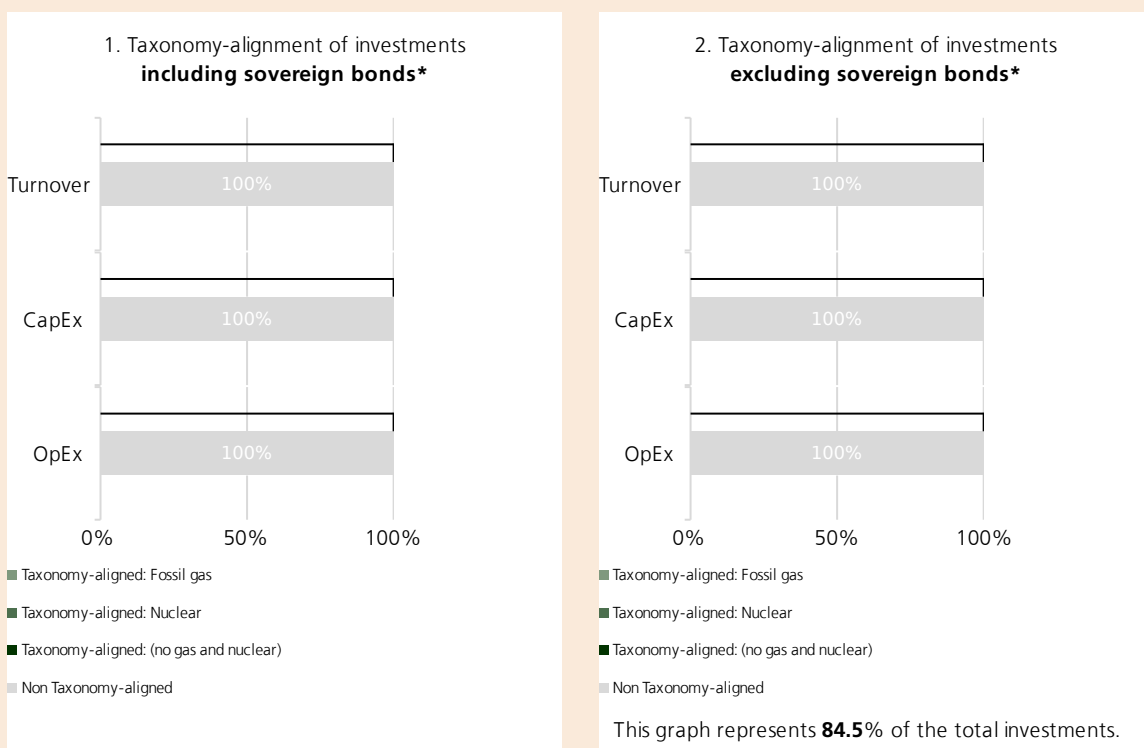 1. Taxonomy-alignment of investments
including sovereign bonds*
Turnover
100%
CapEx
100%
OpEx
100%
0% 50% 100%
Taxonomy-aligned: Fossil gas
Taxonomy-aligned: Nuclear
Taxonomy-aligned: (no gas and nuclear)
Non Taxonomy-aligned
2. Taxonomy-alignment of investments
excluding sovereign bonds*
Turnover
100%
CapEx
100%
OpEx
100%
0% 50% 100%
Taxonomy-aligned: Fossil gas
Taxonomy-aligned: Nuclear
Taxonomy-aligned: (no gas and nuclear)
Non Taxonomy-aligned
This graph represents 84.5% of the total investments.